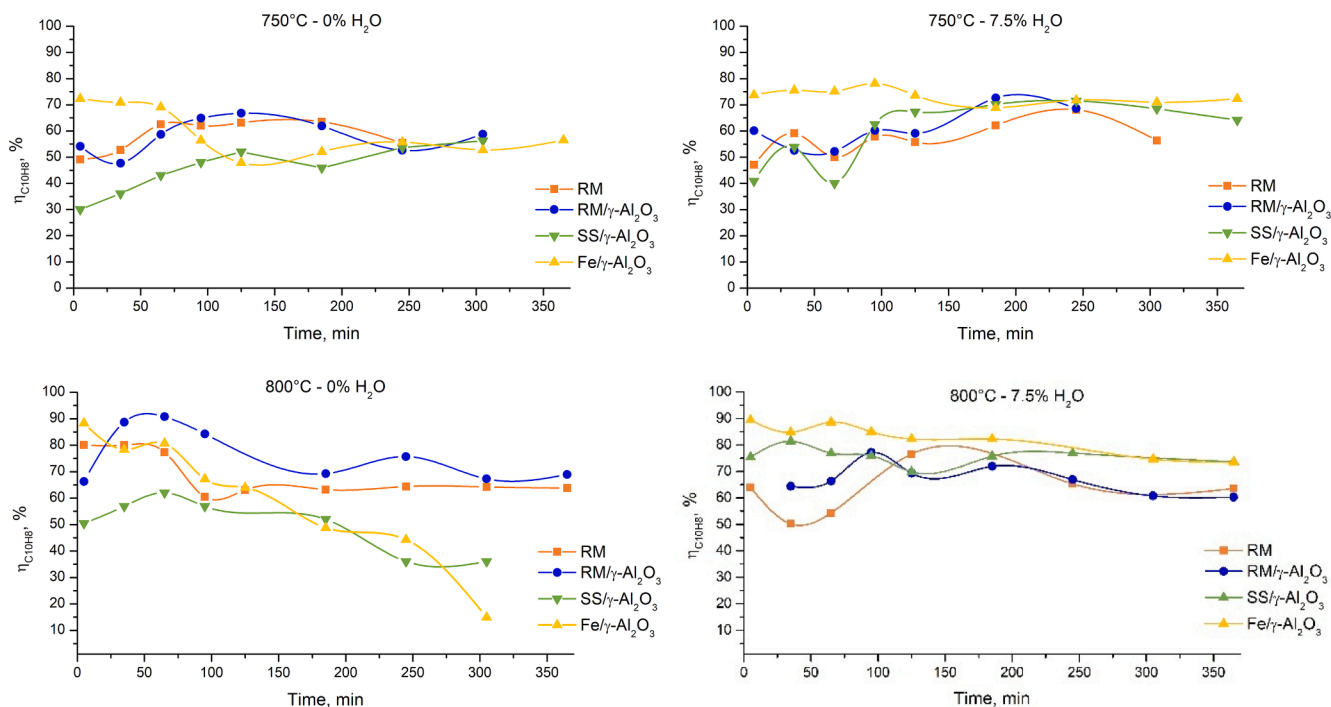 750°C - 0% H₂O
100
90
80
70
60
50
40
30
20
10
0
η_C10H8, %
0 50 100 150 200 250 300 350
Time, min
RM
RM/γ-Al₂O₃
SS/γ-Al₂O₃
Fe/γ-Al₂O₃
750°C - 7.5% H₂O
100
90
80
70
60
50
40
30
20
10
0
η_C10H8, %
0 50 100 150 200 250 300 350
Time, min
RM
RM/γ-Al₂O₃
SS/γ-Al₂O₃
Fe/γ-Al₂O₃
800°C - 0% H₂O
100
90
80
70
60
50
40
30
20
10
η_C10H8, %
0 50 100 150 200 250 300 350
Time, min
RM
RM/γ-Al₂O₃
SS/γ-Al₂O₃
Fe/γ-Al₂O₃
800°C - 7.5% H₂O
100
90
80
70
60
50
40
30
20
10
η_C10H8, %
0 50 100 150 200 250 300 350
Time, min
RM
RM/γ-Al₂O₃
SS/γ-Al₂O₃
Fe/γ-Al₂O₃